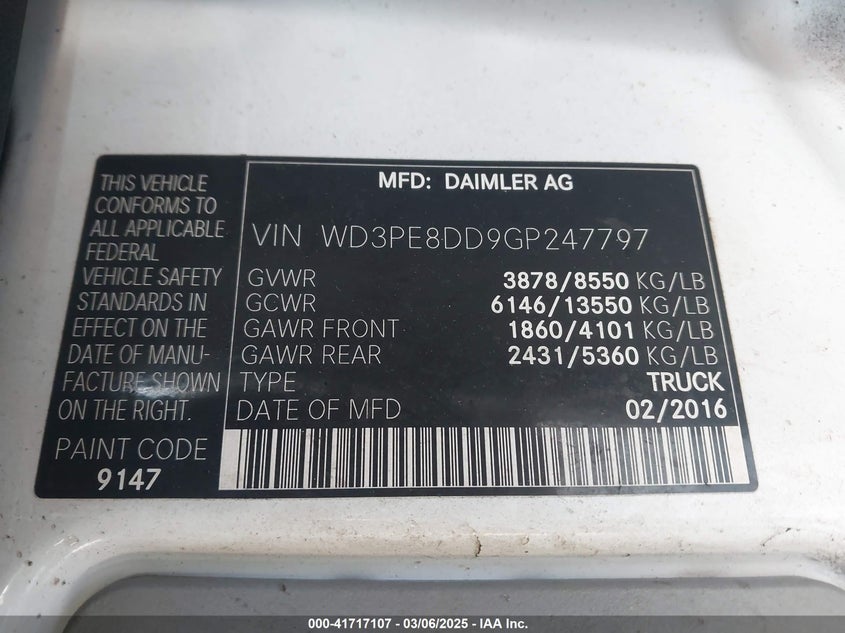 THIS VEHICLE
CONFORMS TO
ALL APPLICABLE
FEDERAL
VEHICLE SAFETY
STANDARDS IN
EFFECT ON THE
DATE OF MANU-
FACTURE SHOWN
ON THE RIGHT.
PAINT CODE
9147
MFD: DAIMLER AG
VIN WD3PE8DD9GP247797
GVWR 3878/8550 KG/LB
GCWR 6146/13550 KG/LB
GAWR FRONT 1860/4101 KG/LB
GAWR REAR 2431/5360 KG/LB
TYPE TRUCK
DATE OF MFD 02/2016
000-41717107 - 03/06/2025 - IAA Inc.